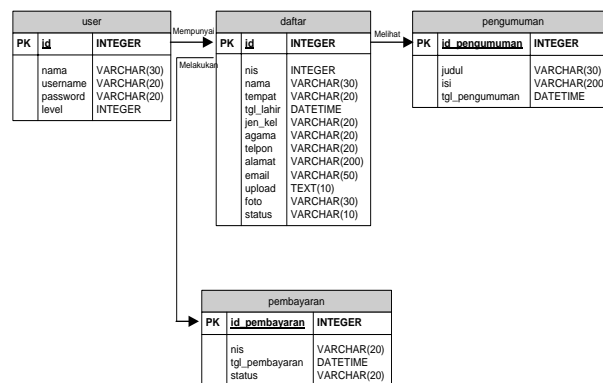 user
PK id INTEGER
nama VARCHAR(30)
username VARCHAR(20)
password VARCHAR(20)
level INTEGER
Mempunyai
Melakukan
daftar
PK id INTEGER
nis INTEGER
nama VARCHAR(30)
tempat VARCHAR(20)
tgl_lahir DATETIME
jen_kel VARCHAR(20)
agama VARCHAR(20)
telpon VARCHAR(20)
alamat VARCHAR(200)
email VARCHAR(50)
upload TEXT(10)
foto VARCHAR(30)
status VARCHAR(10)
Melihat
pengumuman
PK id_pengumuman INTEGER
judul VARCHAR(30)
isi VARCHAR(200
tgl_pengumuman DATETIME
pembayaran
PK id_pembayaran INTEGER
nis VARCHAR(20)
tgl_pembayaran DATETIME
status VARCHAR(20)